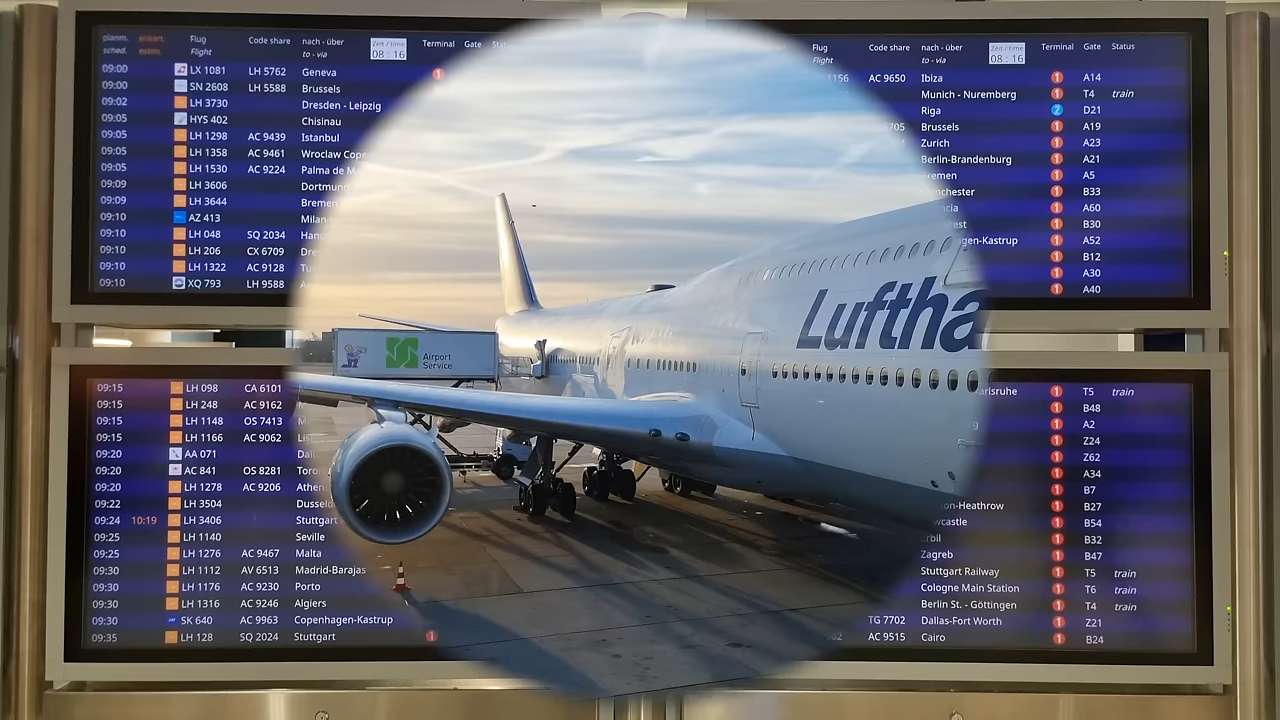 planm. erwart. Flug Code share nach - über Zeit / time Terminal Gate
sched. estim. Flight to - via 08 : 16
09:00 LX 1081 LH 5762 Geneva 1
09:00 SN 2608 LH 5588 Brussels
09:02 LH 3730 Dresden - Leipzig
09:05 HYS 402 Chisinau
09:05 LH 1298 AC 9439 Istanbul
09:05 LH 1358 AC 9461 Wroclaw
09:05 LH 1530 AC 9224 Palma de
09:09 LH 3606 Dortmund
09:09 LH 3644 Bremen
09:10 AZ 413 Milan
09:10 LH 048 SQ 2034
09:10 LH 206 CX 6709
09:10 LH 1322 AC 9128
09:10 XQ 793 LH 9588
Flug Code share nach - über Zeit / time Terminal Gate Status
Flight to - via 08 : 16
1156 AC 9650 Ibiza 1 A14
Munich - Nuremberg 1 T4 train
Riga 2 D21
Brussels 1 A19
Zurich 1 A23
Berlin-Brandenburg 1 A21
1 A5
1 B33
1 A60
1 B30
1 A52
1 B12
1 A30
1 A40
Airport
Service
Luftha
09:15 LH 098 CA 6101
09:15 LH 248 AC 9162
09:15 LH 1148 OS 7413
09:15 LH 1166 AC 9062
09:20 AA 071
09:20 AC 841 OS 8281
09:20 LH 1278 AC 9206 Athen
09:22 LH 3504
09:24 10:19 LH 3406 Stuttgart
09:25 LH 1140 Seville
09:25 LH 1276 AC 9467 Malta
09:30 LH 1112 AV 6513 Madrid-Barajas
09:30 LH 1176 AC 9230 Porto
09:30 LH 1316 AC 9246 Algiers
09:30 SK 640 AC 9963 Copenhagen-Kastrup
09:35 LH 128 SQ 2024 Stuttgart 1
1 T5 train
1 B48
1 A2
1 Z24
1 Z62
1 A34
1 B7
on-Heathrow 1 B27
1 B54
1 B32
Zagreb 1 B47
Stuttgart Railway 1 T5 train
Cologne Main Station 1 T6 train
Berlin St. - Göttingen 1 T4 train
TG 7702 Dallas-Fort Worth 1 Z21
AC 9515 Cairo 1 B24